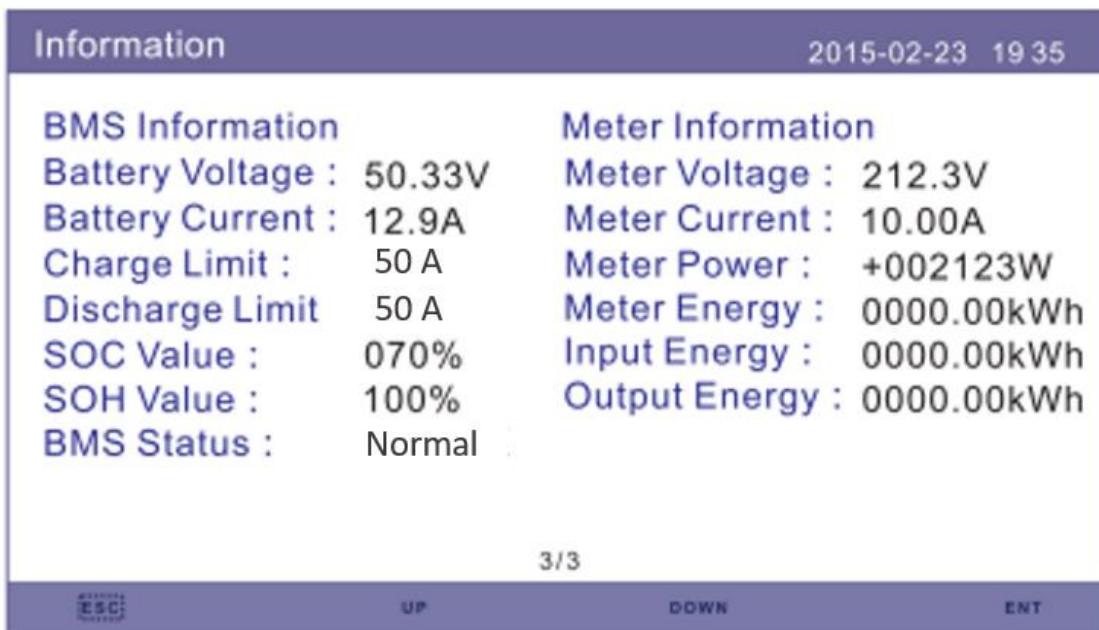 Information
2015-02-23 19 35
BMS Information
Battery Voltage : 50.33V
Battery Current : 12.9A
Charge Limit : 50 A
Discharge Limit 50 A
SOC Value : 070%
SOH Value : 100%
BMS Status : Normal
Meter Information
Meter Voltage : 212.3V
Meter Current : 10.00A
Meter Power : +002123W
Meter Energy : 0000.00kWh
Input Energy : 0000.00kWh
Output Energy : 0000.00kWh
3/3
ESC UP DOWN ENT